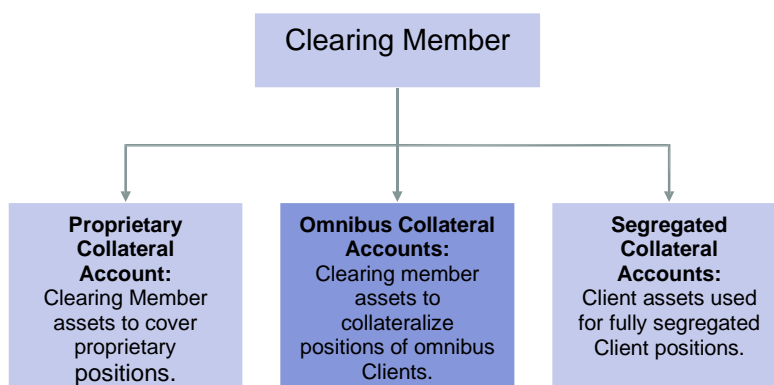 Clearing Member
Proprietary
Collateral
Account:
Clearing Member
assets to cover
proprietary
positions.
Omnibus Collateral
Accounts:
Clearing member
assets to
collateralize
positions of omnibus
Clients.
Segregated
Collateral
Accounts:
Client assets used
for fully segregated
Client positions.